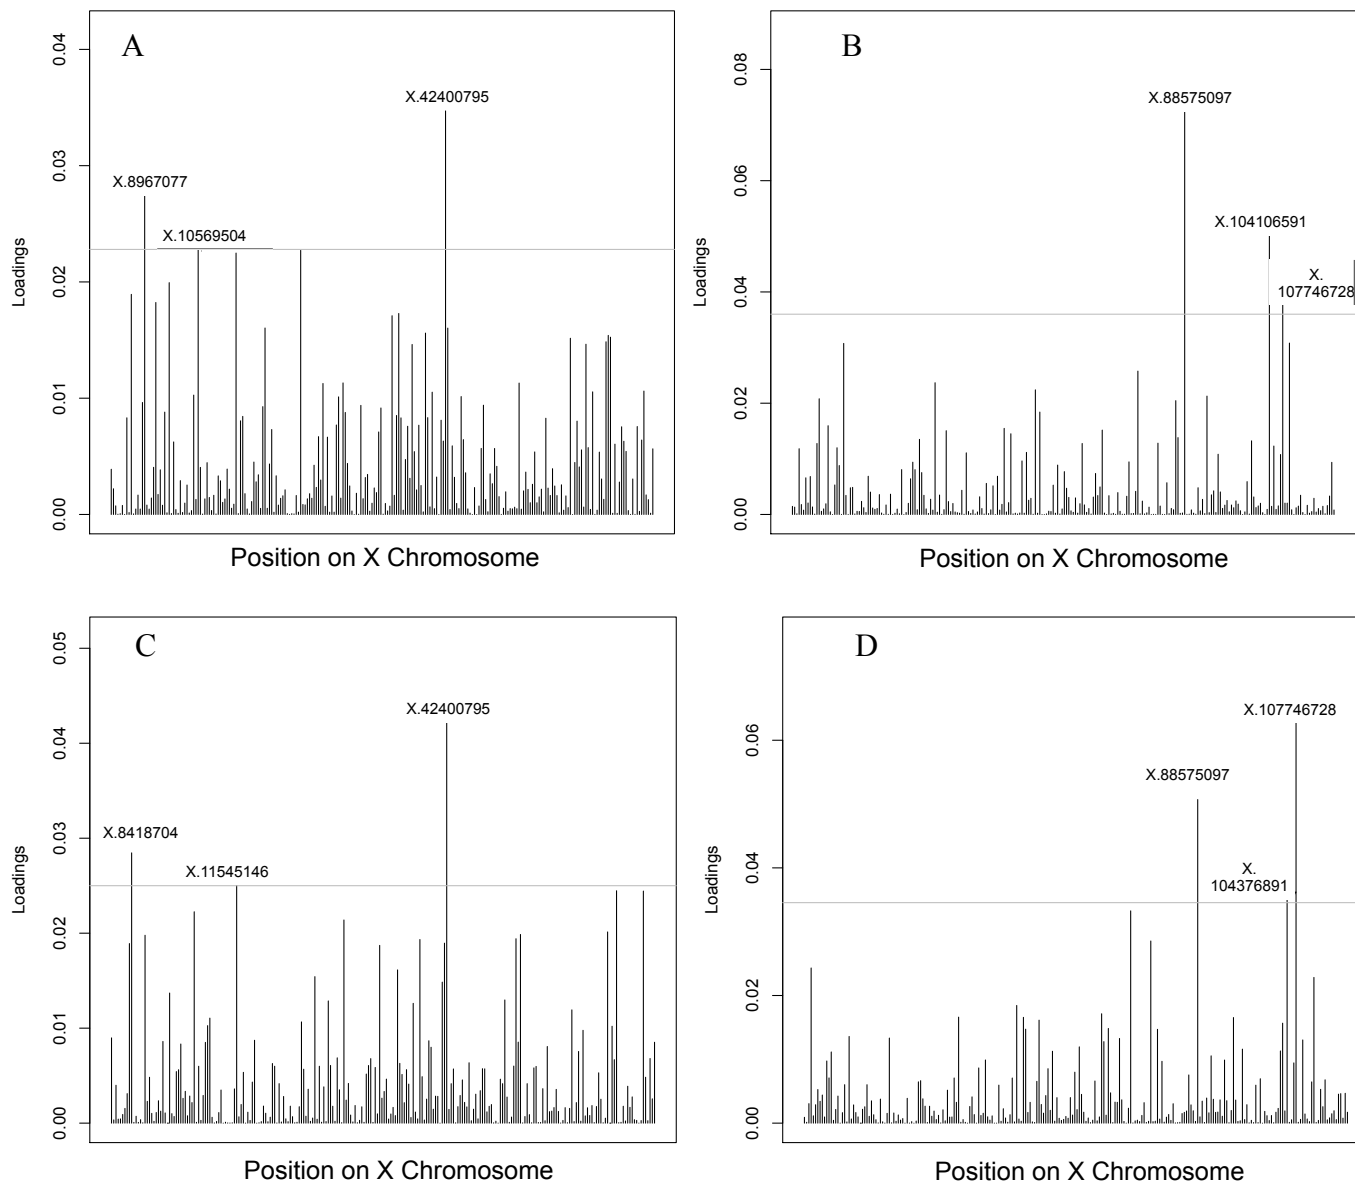 A
0.04
0.03
0.02
0.01
0.00
Loadings
X.42400795
X.8967077
X.10569504
Position on X Chromosome
B
0.08
0.06
0.04
0.02
0.00
Loadings
X.88575097
X.104106591
X.
107746728
Position on X Chromosome
C
0.05
0.04
0.03
0.02
0.01
0.00
Loadings
X.42400795
X.8418704
X.11545146
Position on X Chromosome
D
0.06
0.04
0.02
0.00
Loadings
X.107746728
X.88575097
X.
104376891
Position on X Chromosome